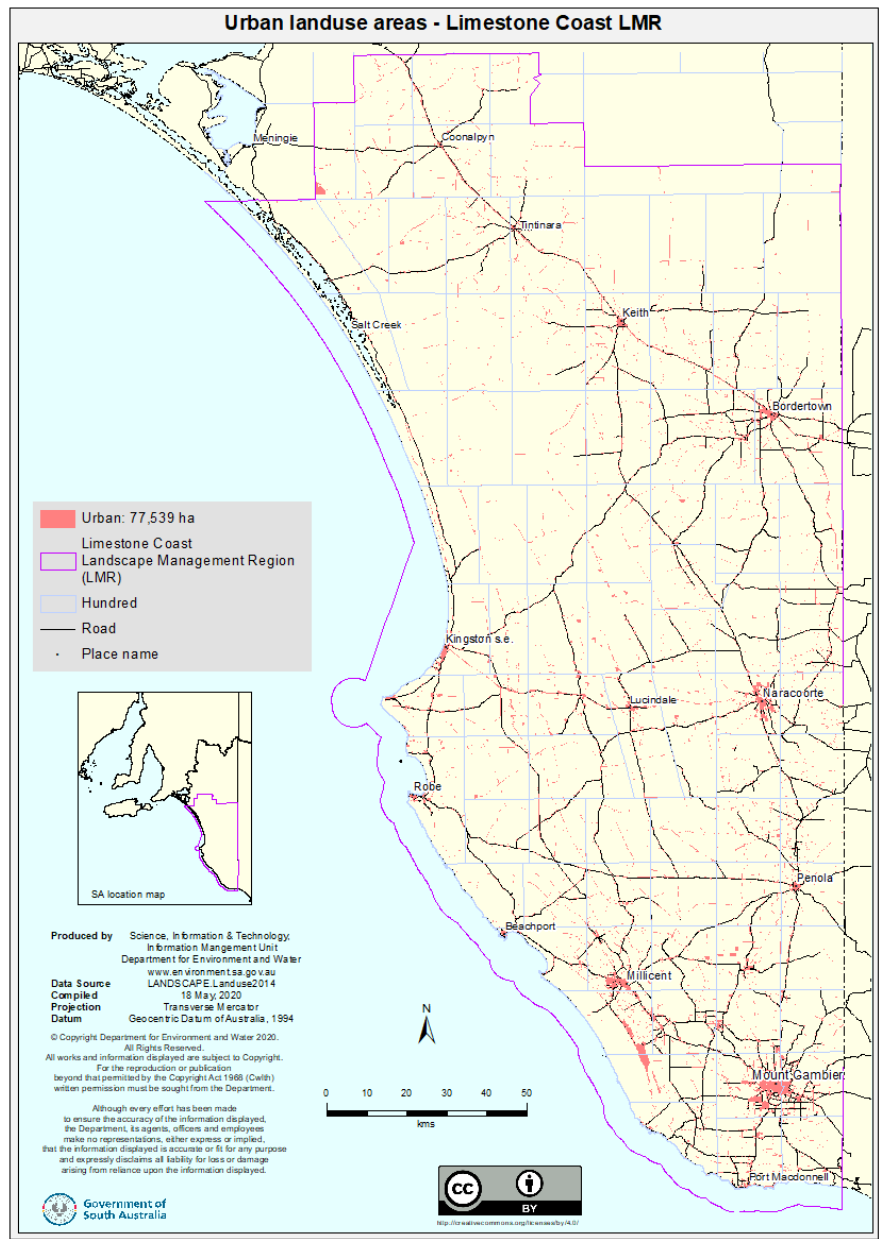 Urban landuse areas - Limestone Coast LMR
Meningie
Coonalpyn
Tintinara
Salt Creek
Keith
Bordertown
Urban: 77,539 ha
Limestone Coast
Landscape Management Region
(LMR)
Hundred
Road
Place name
Kingston s.e.
Lucindale
Naracoorte
Robe
Penola
Beachport
Millicent
Mount Gambier
Port Macdonnell
SA location map
Produced by Science, Information & Technology,
Information Mangement Unit
Department for Environment and Water
www.environment.sa.gov.au
Data Source LANDSCAPE.Landuse2014
Compiled 18 May, 2020
Projection Transverse Mercator
Datum Geocentric Datum of Australia, 1994
© Copyright Department for Environment and Water 2020.
All Rights Reserved.
All works and information displayed are subject to Copyright.
For the reproduction or publication
beyond that permitted by the Copyright Act 1968 (Cwlth)
written permission must be sought from the Department.
Although every effort has been made
to ensure the accuracy of the information displayed,
the Department, its agents, officers and employees
make no representations, either express or implied,
that the information displayed is accurate or fit for any purpose
and expressly disclaims all liability for loss or damage
arising from reliance upon the information displayed.
N
0 10 20 30 40 50
kms
Government of
South Australia
CC
BY
http://creativecommons.org/licenses/by/4.0/